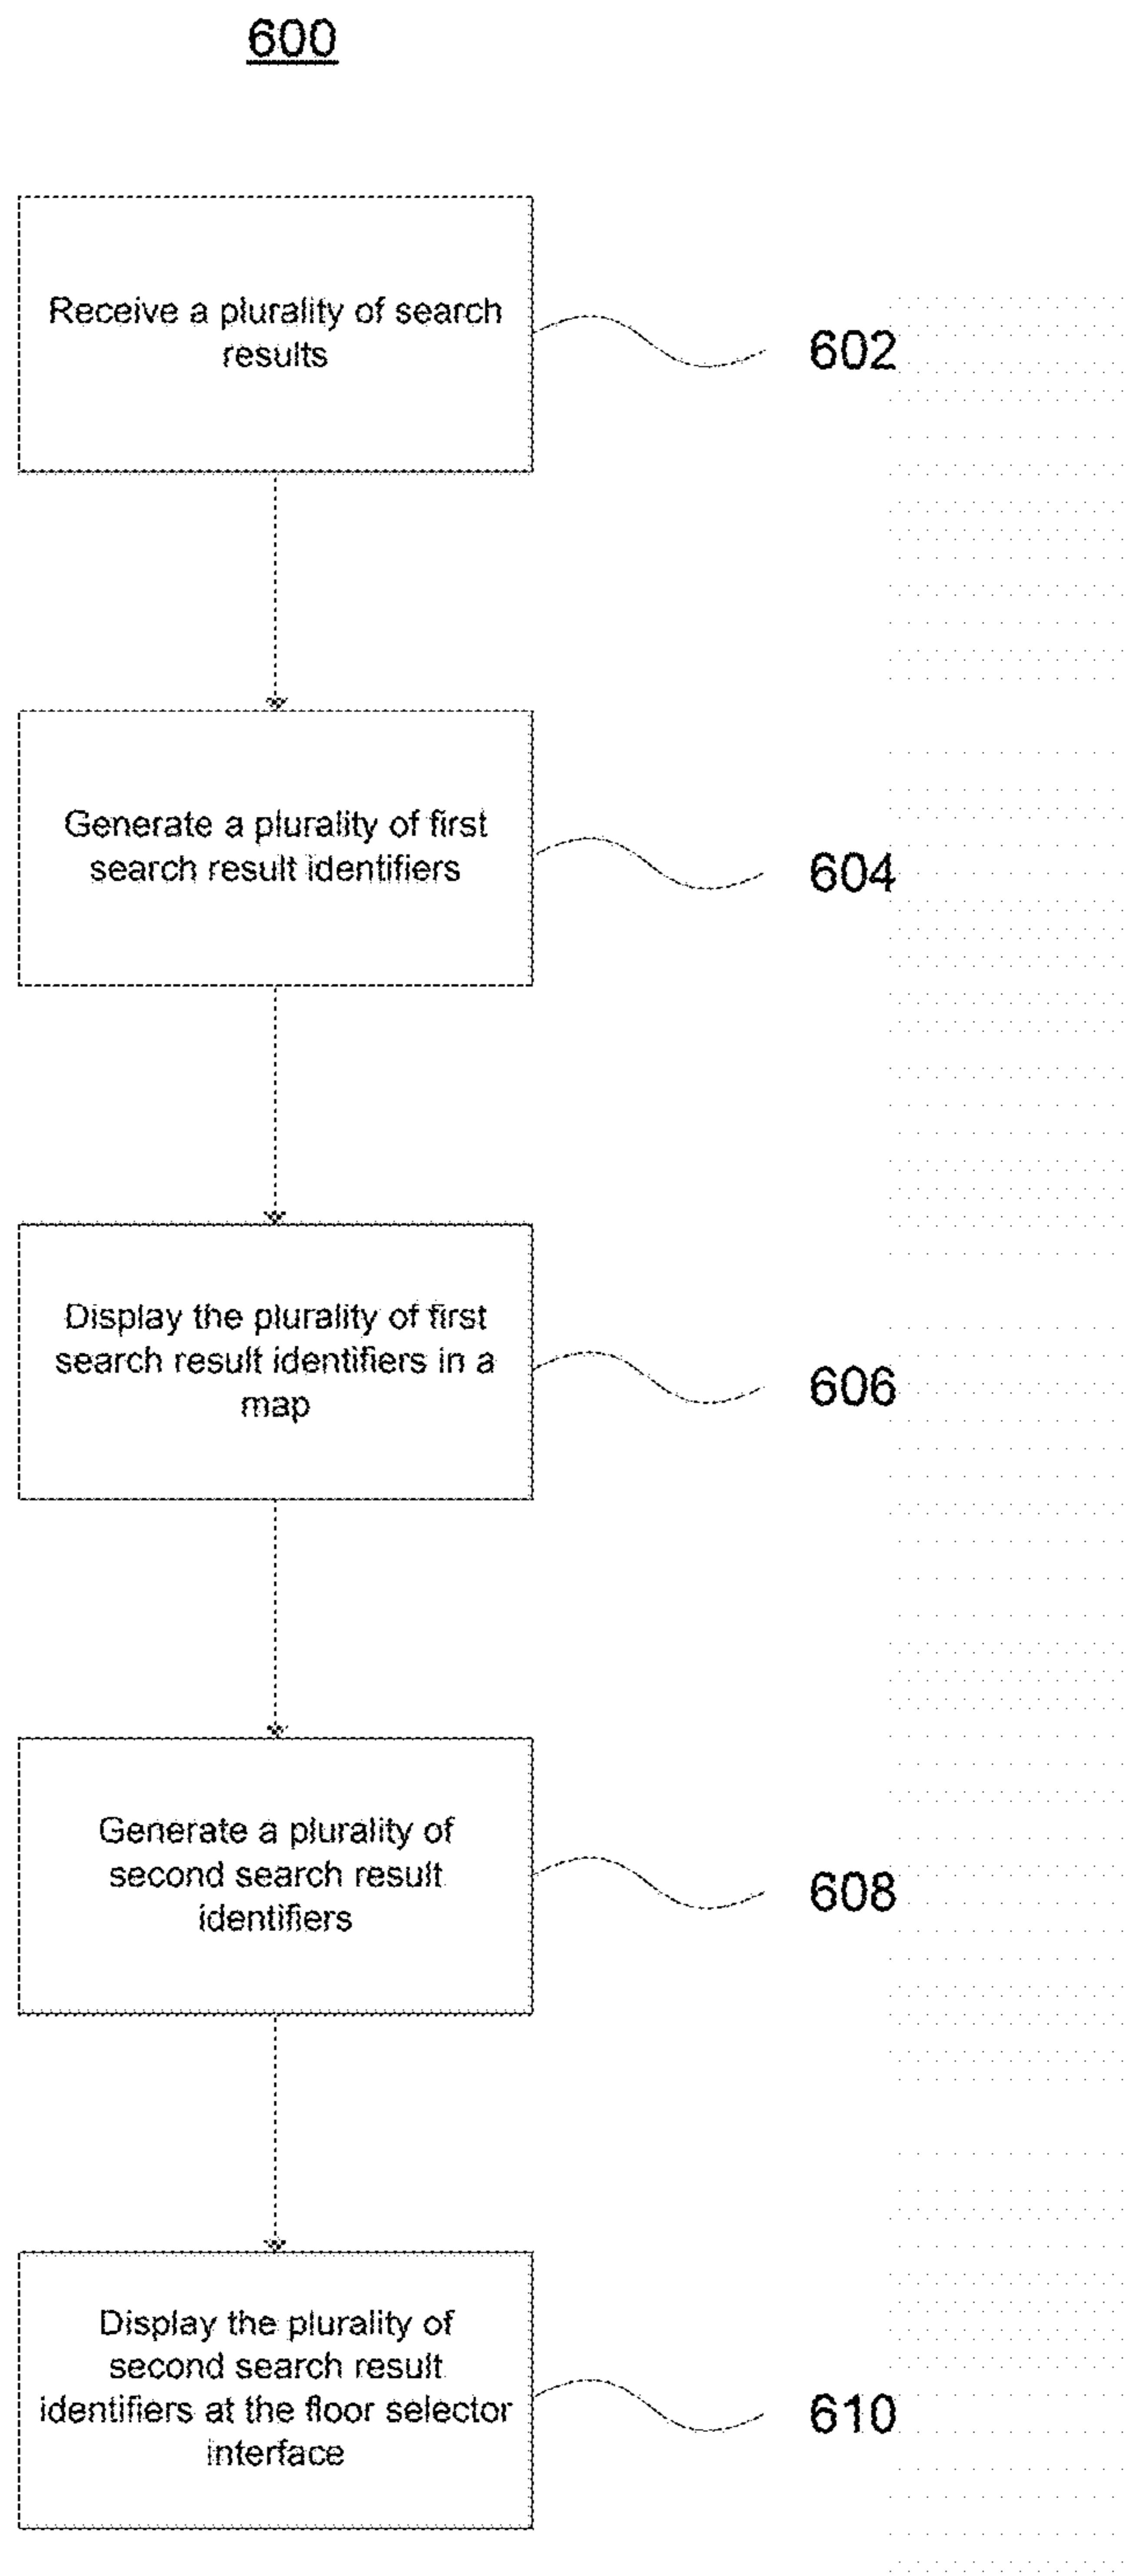 600
Receive a plurality of search
results
602
Generate a plurality of first
search result identifiers
604
Display the plurality of first
search result identifiers in a
map
606
Generate a plurality of
second search result
identifiers
608
Display the plurality of
second search result
identifiers at the floor selector
interface
610